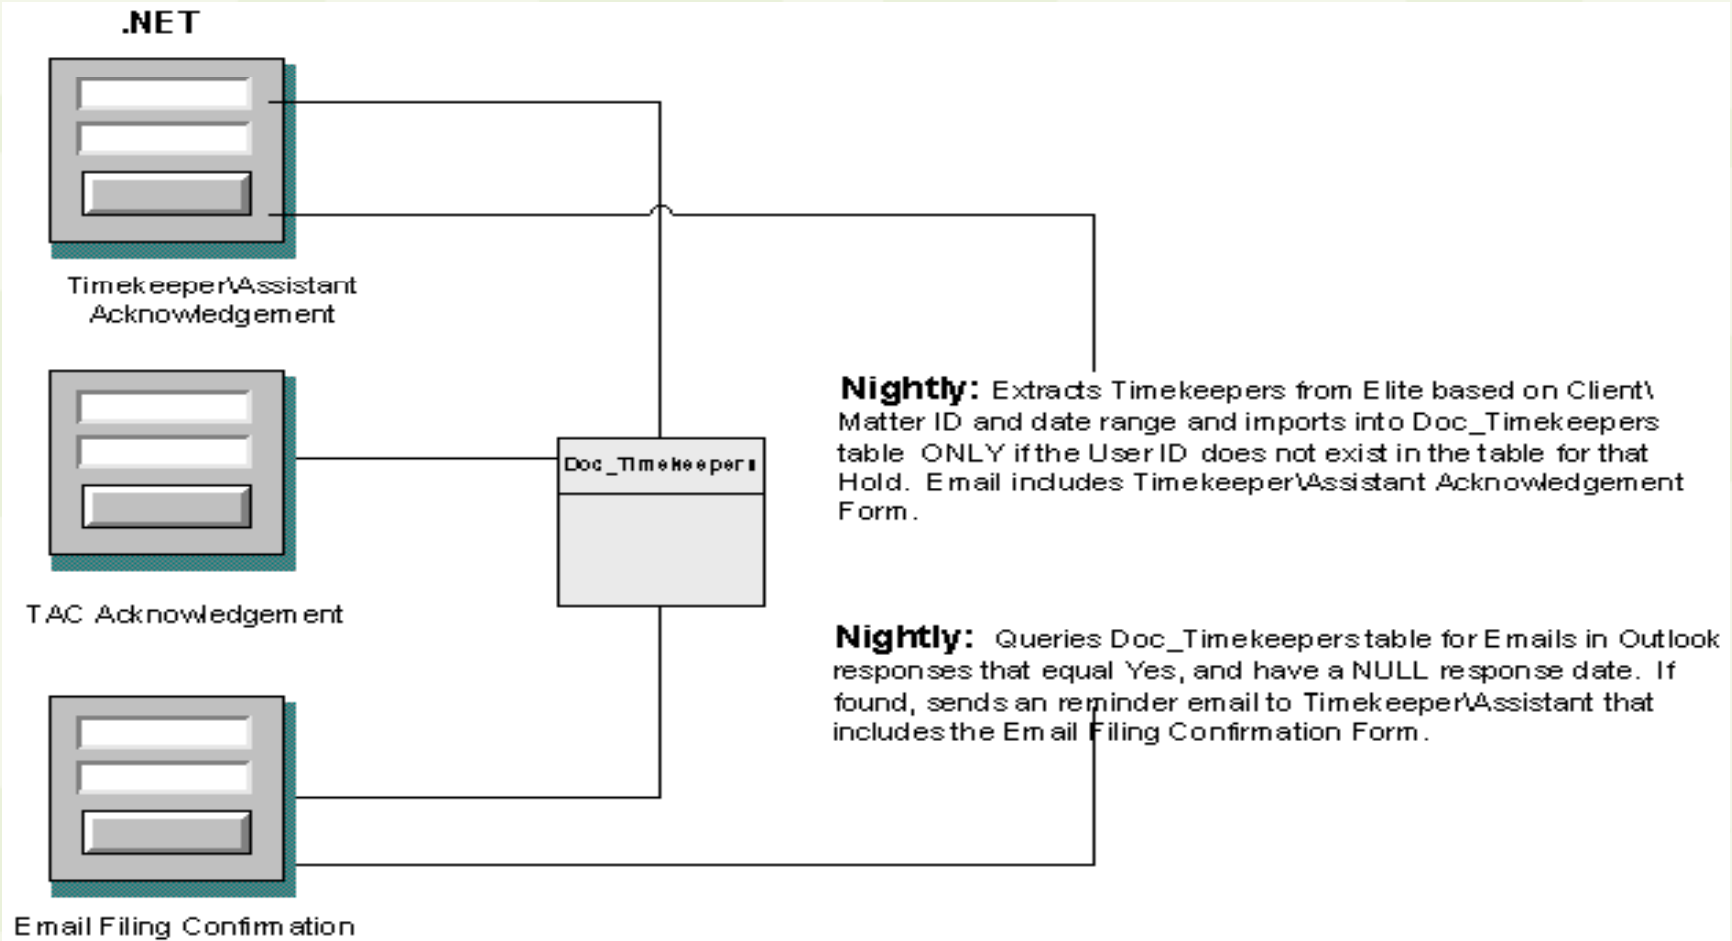 .NET
Timekeeper\Assistant
Acknowledgement
TAC Acknowledgement
Email Filing Confirmation
Doc_Timekeepers
Nightly: Extracts Timekeepers from Elite based on Client\
Matter ID and date range and imports into Doc_Timekeepers
table ONLY if the User ID does not exist in the table for that
Hold. Email includes Timekeeper\Assistant Acknowledgement
Form.
Nightly: Queries Doc_Timekeepers table for Emails in Outlook
responses that equal Yes, and have a NULL response date. If
found, sends an reminder email to Timekeeper\Assistant that
includes the Email Filing Confirmation Form.